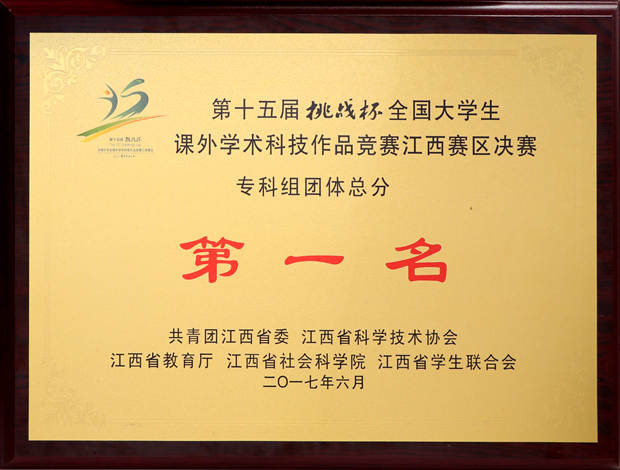 第十五届挑战杯全国大学生
课外学术科技作品竞赛江西赛区决赛
专科组团体总分
第一名
共青团江西省委 江西省科学技术协会
江西省教育厅 江西省社会科学院 江西省学生联合会
二〇一七年六月